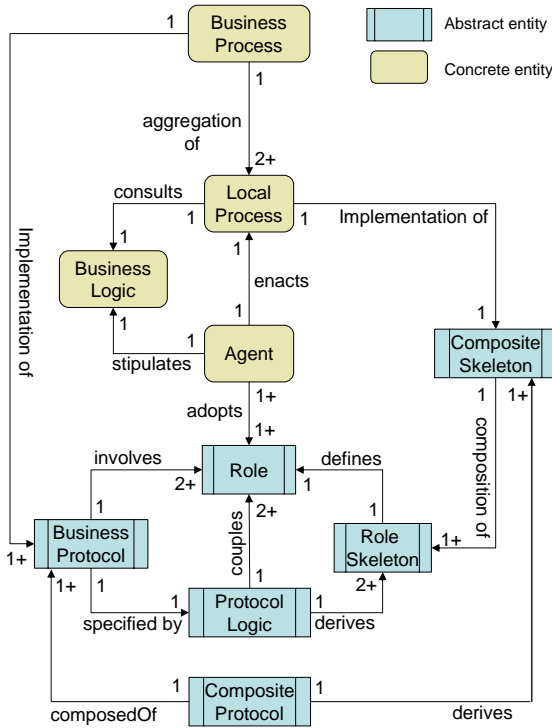 Business
Process
Abstract entity
Concrete entity
1
1
aggregation
of
2+
consults
Local
Process
1
1
Implementation of
1
1
Implementation of
Business
Logic
enacts
1
stipulates
1
1
Agent
1
Composite
Skeleton
1+
adopts
1+
1
1+
involves
2+
Role
defines
1
composition of
1
2+
couples
1
Business
Protocol
1+
Role
Skeleton
1+
1+
1
2+
specified by
1
1
Protocol
Logic
1
derives
1
Composite
Protocol
1
composedOf
derives